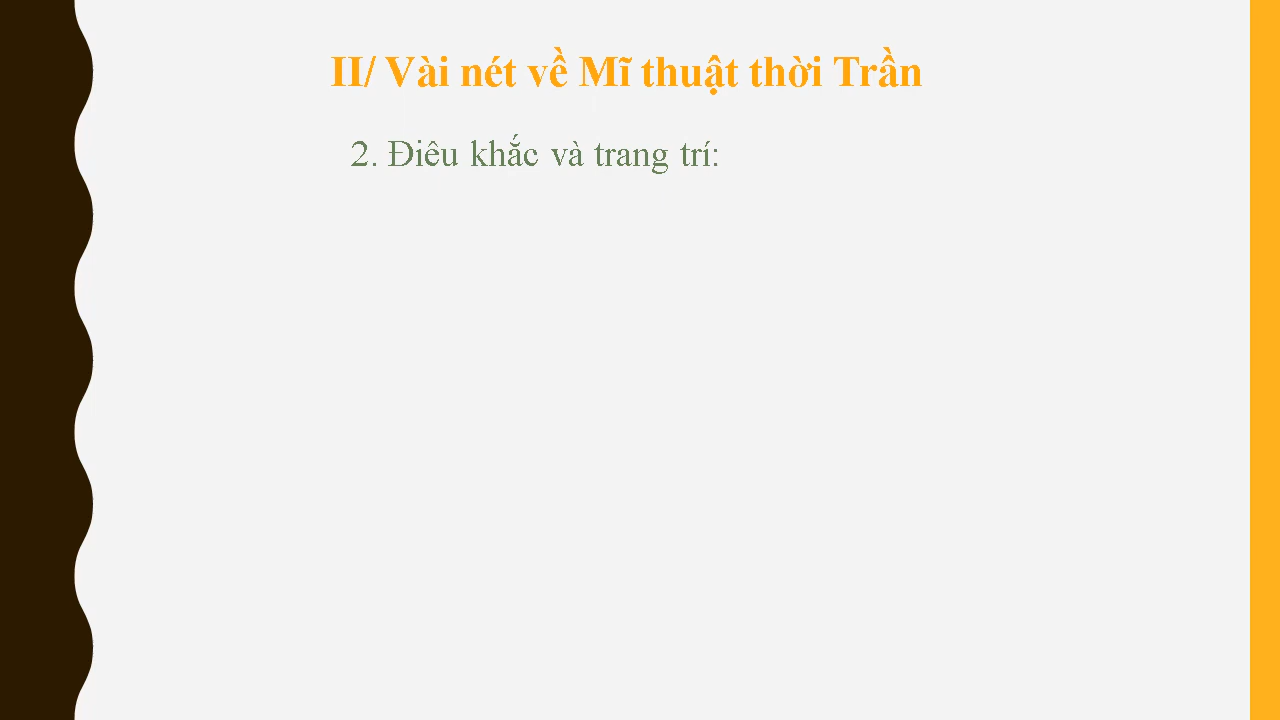 II/ Vài nét về Mĩ thuật thời Trần
2. Điêu khắc và trang trí: